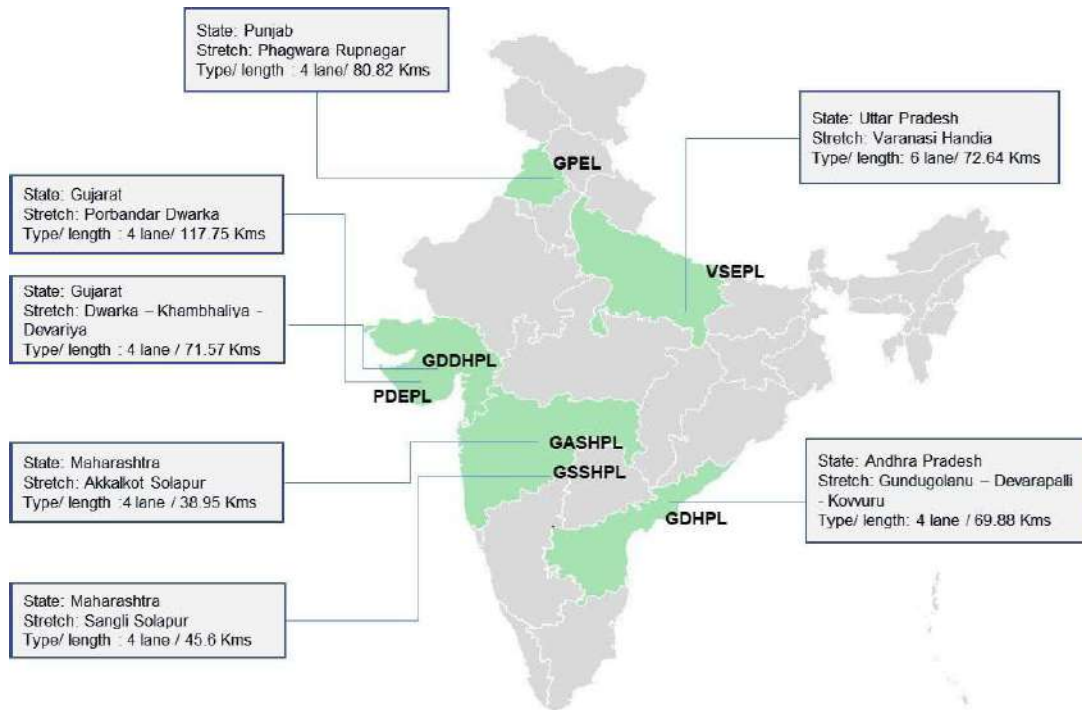 State: Punjab
Stretch: Phagwara Rupnagar
Type/ length : 4 lane/ 80.82 Kms
State: Uttar Pradesh
Stretch: Varanasi Handia
Type/ length: 6 lane/ 72.64 Kms
GPEL
State: Gujarat
Stretch: Porbandar Dwarka
Type/ length : 4 lane/ 117.75 Kms
VSEPL
State: Gujarat
Stretch: Dwarka – Khambhaliya -
Devariya
Type/ length : 4 lane / 71.57 Kms
GDDHPL
PDEPL
State: Maharashtra
Stretch: Akkalkot Solapur
Type/ length :4 lane / 38.95 Kms
GASHPL
GSSHPL
State: Andhra Pradesh
Stretch: Gundugolanu – Devarapalli
- Kovvuru
Type/ length: 4 lane / 69.88 Kms
GDHPL
State: Maharashtra
Stretch: Sangli Solapur
Type/ length : 4 lane / 45.6 Kms